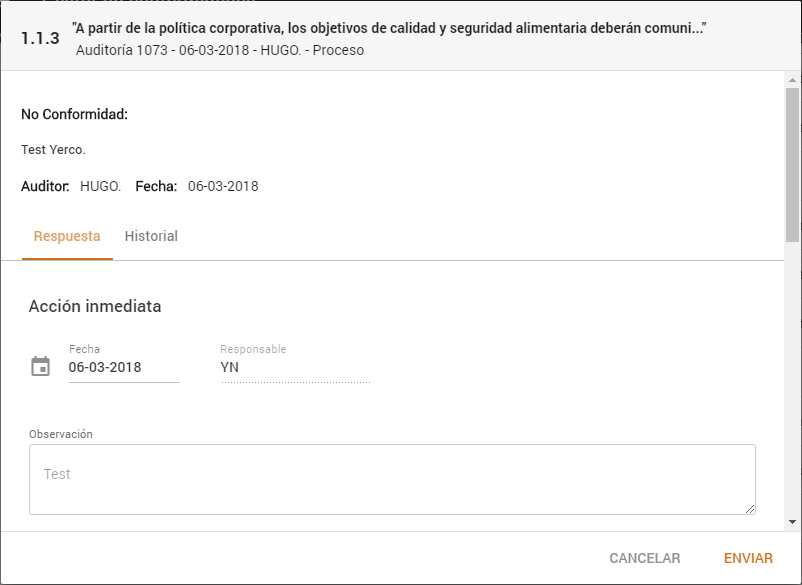 1.1.3
"A partir de la política corporativa, los objetivos de calidad y seguridad alimentaria deberán comuni..."
Auditoría 1073 - 06-03-2018 - HUGO. - Proceso
No Conformidad:
Test Yerco.
Auditor: HUGO. Fecha: 06-03-2018
Respuesta Historial
Acción inmediata
Fecha Responsable
06-03-2018 YN
Observación
Test
CANCELAR ENVIAR